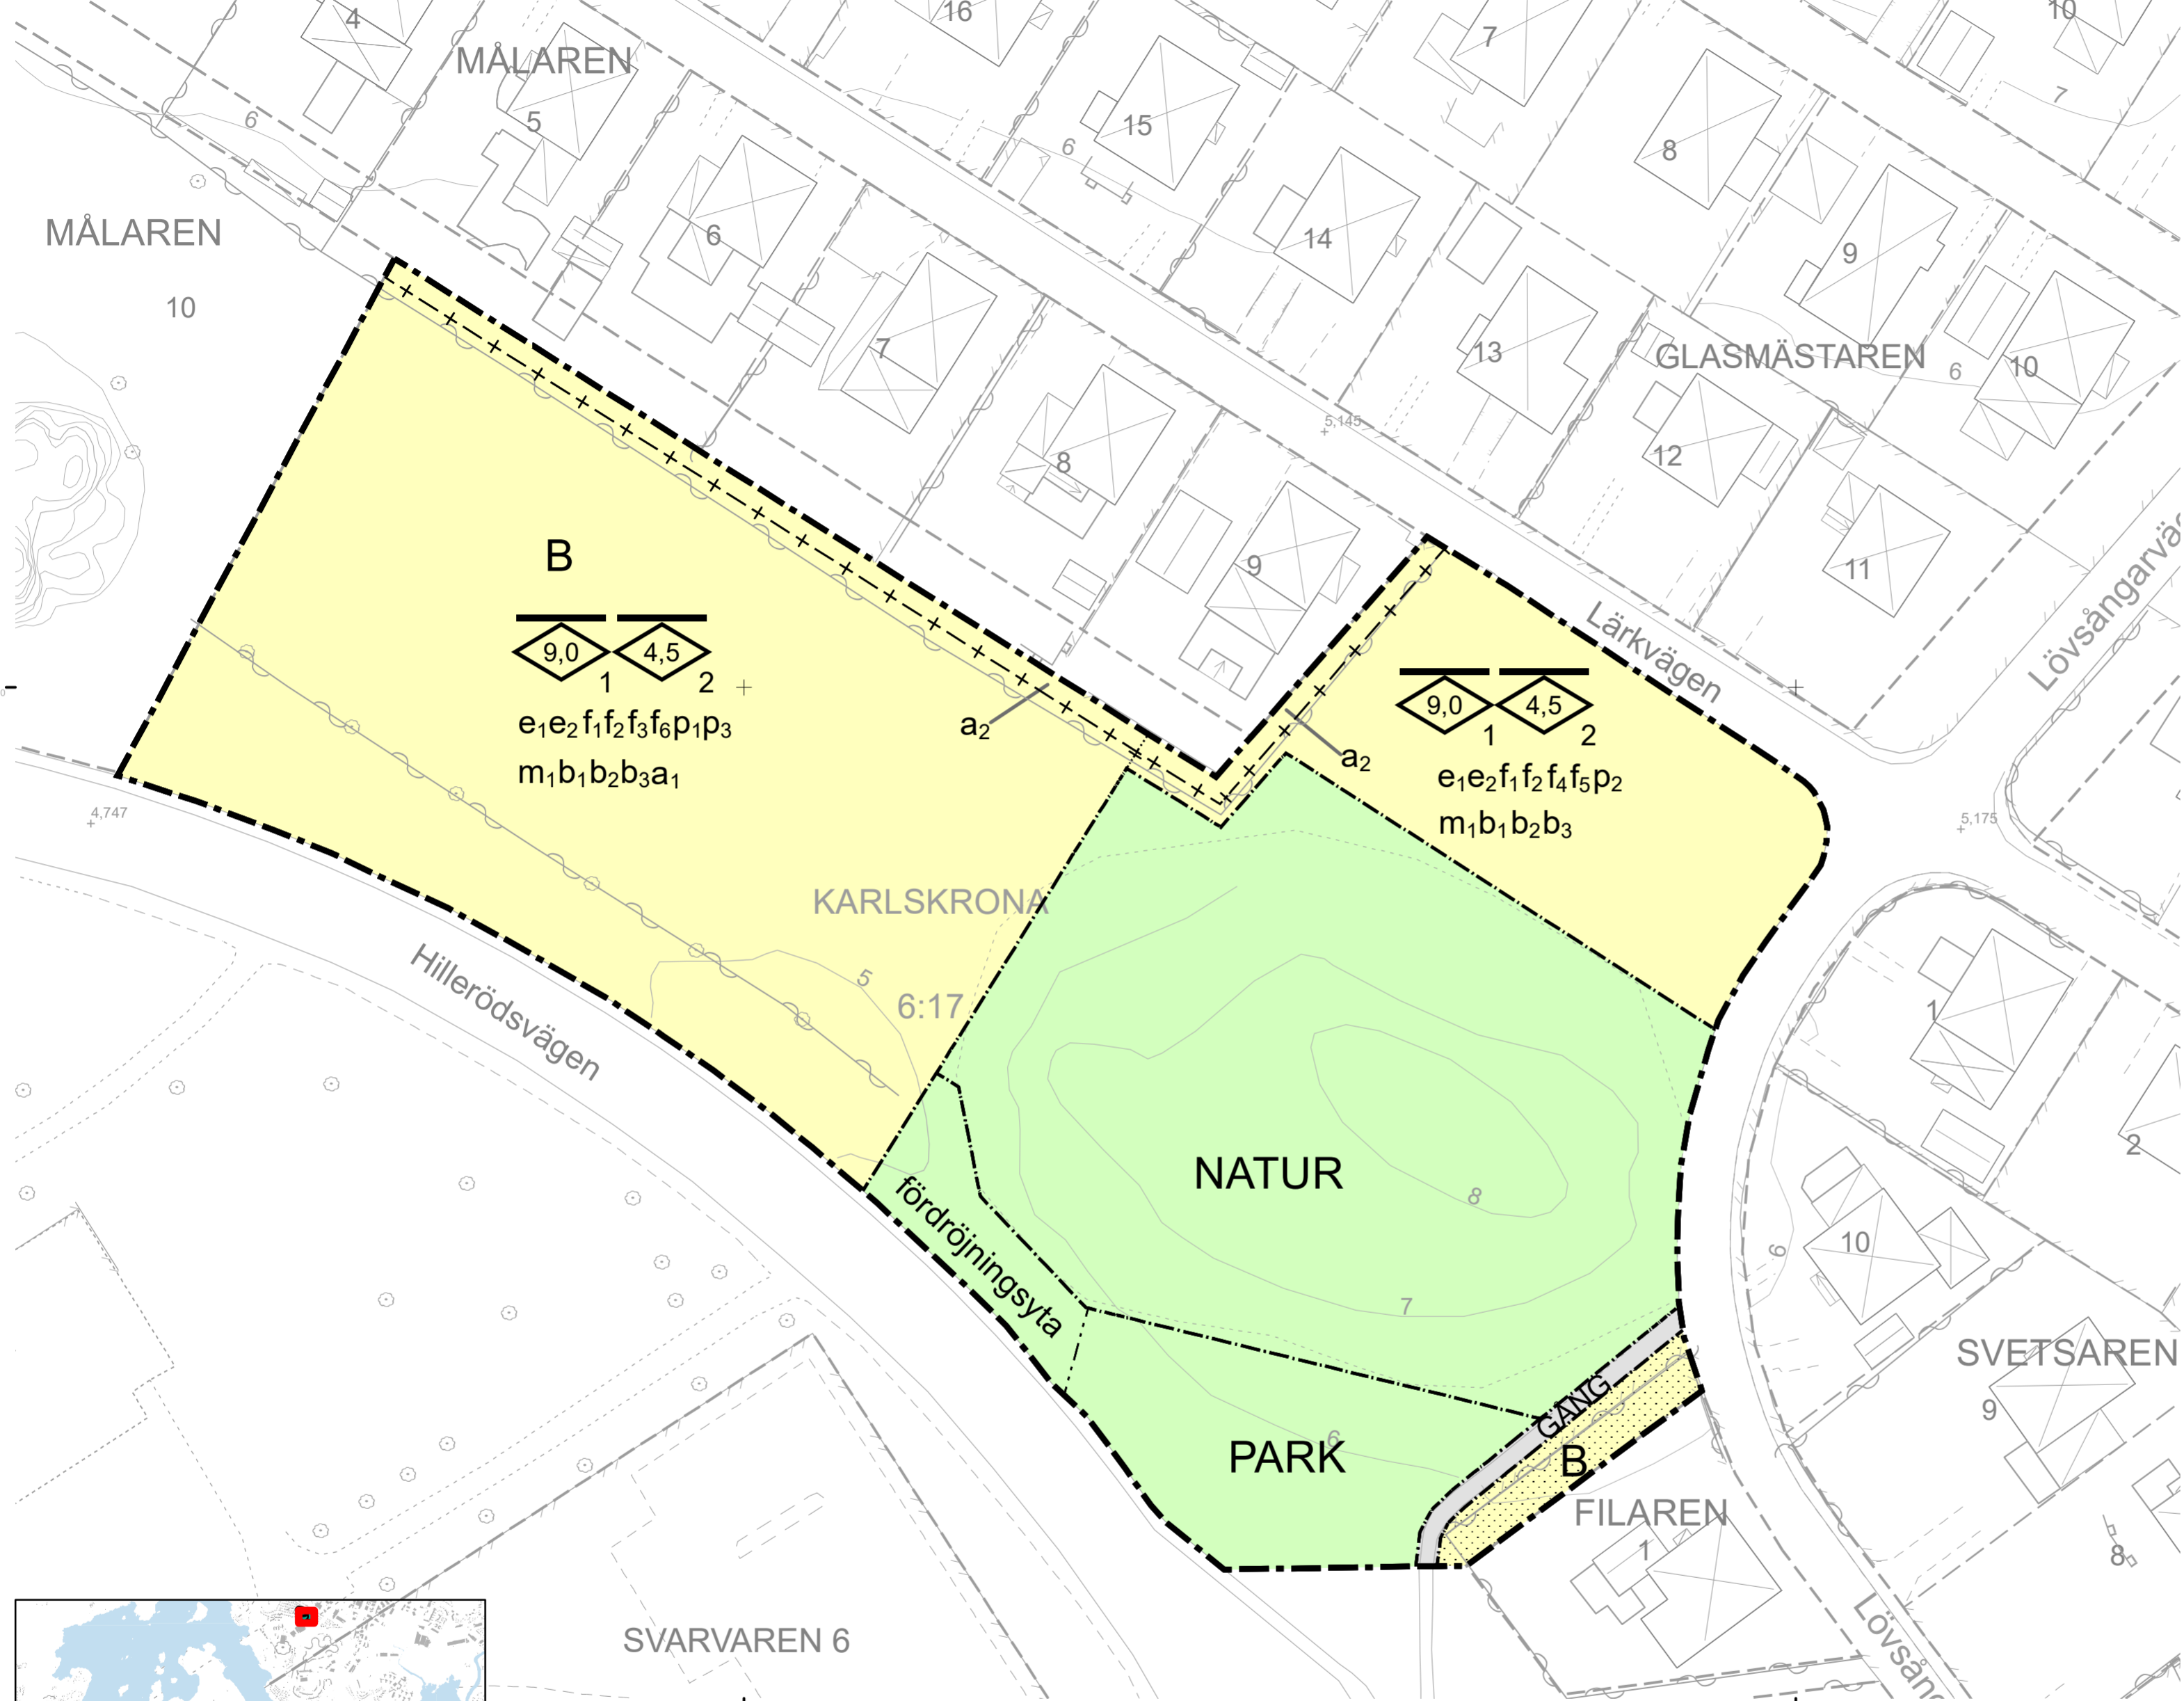 4
MÅLAREN
16
7
10
5
15
8
7
6
6
MÅLAREN
6
14
9
10
7
13
GLASMÄSTAREN
6
10
5,145
8
12
B
9
11
Lövsångarvä
Lärkvägen
9,0 4,5
1 2
9,0 4,5
1 2
e₁e₂f₁f₂f₃f₆p₁p₃
m₁b₁b₂b₃a₁
a₂
a₂
e₁e₂f₁f₂f₄f₅p₂
m₁b₁b₂b₃
4,747
5,175
KARLSKRONA
5
6:17
Hillerödsvägen
1
2
NATUR
8
fördröjningsyta
10
6
7
SVETSAREN
9
GÅNG
6
PARK
B
FILAREN
1
8
SVARVAREN 6
Lövsån